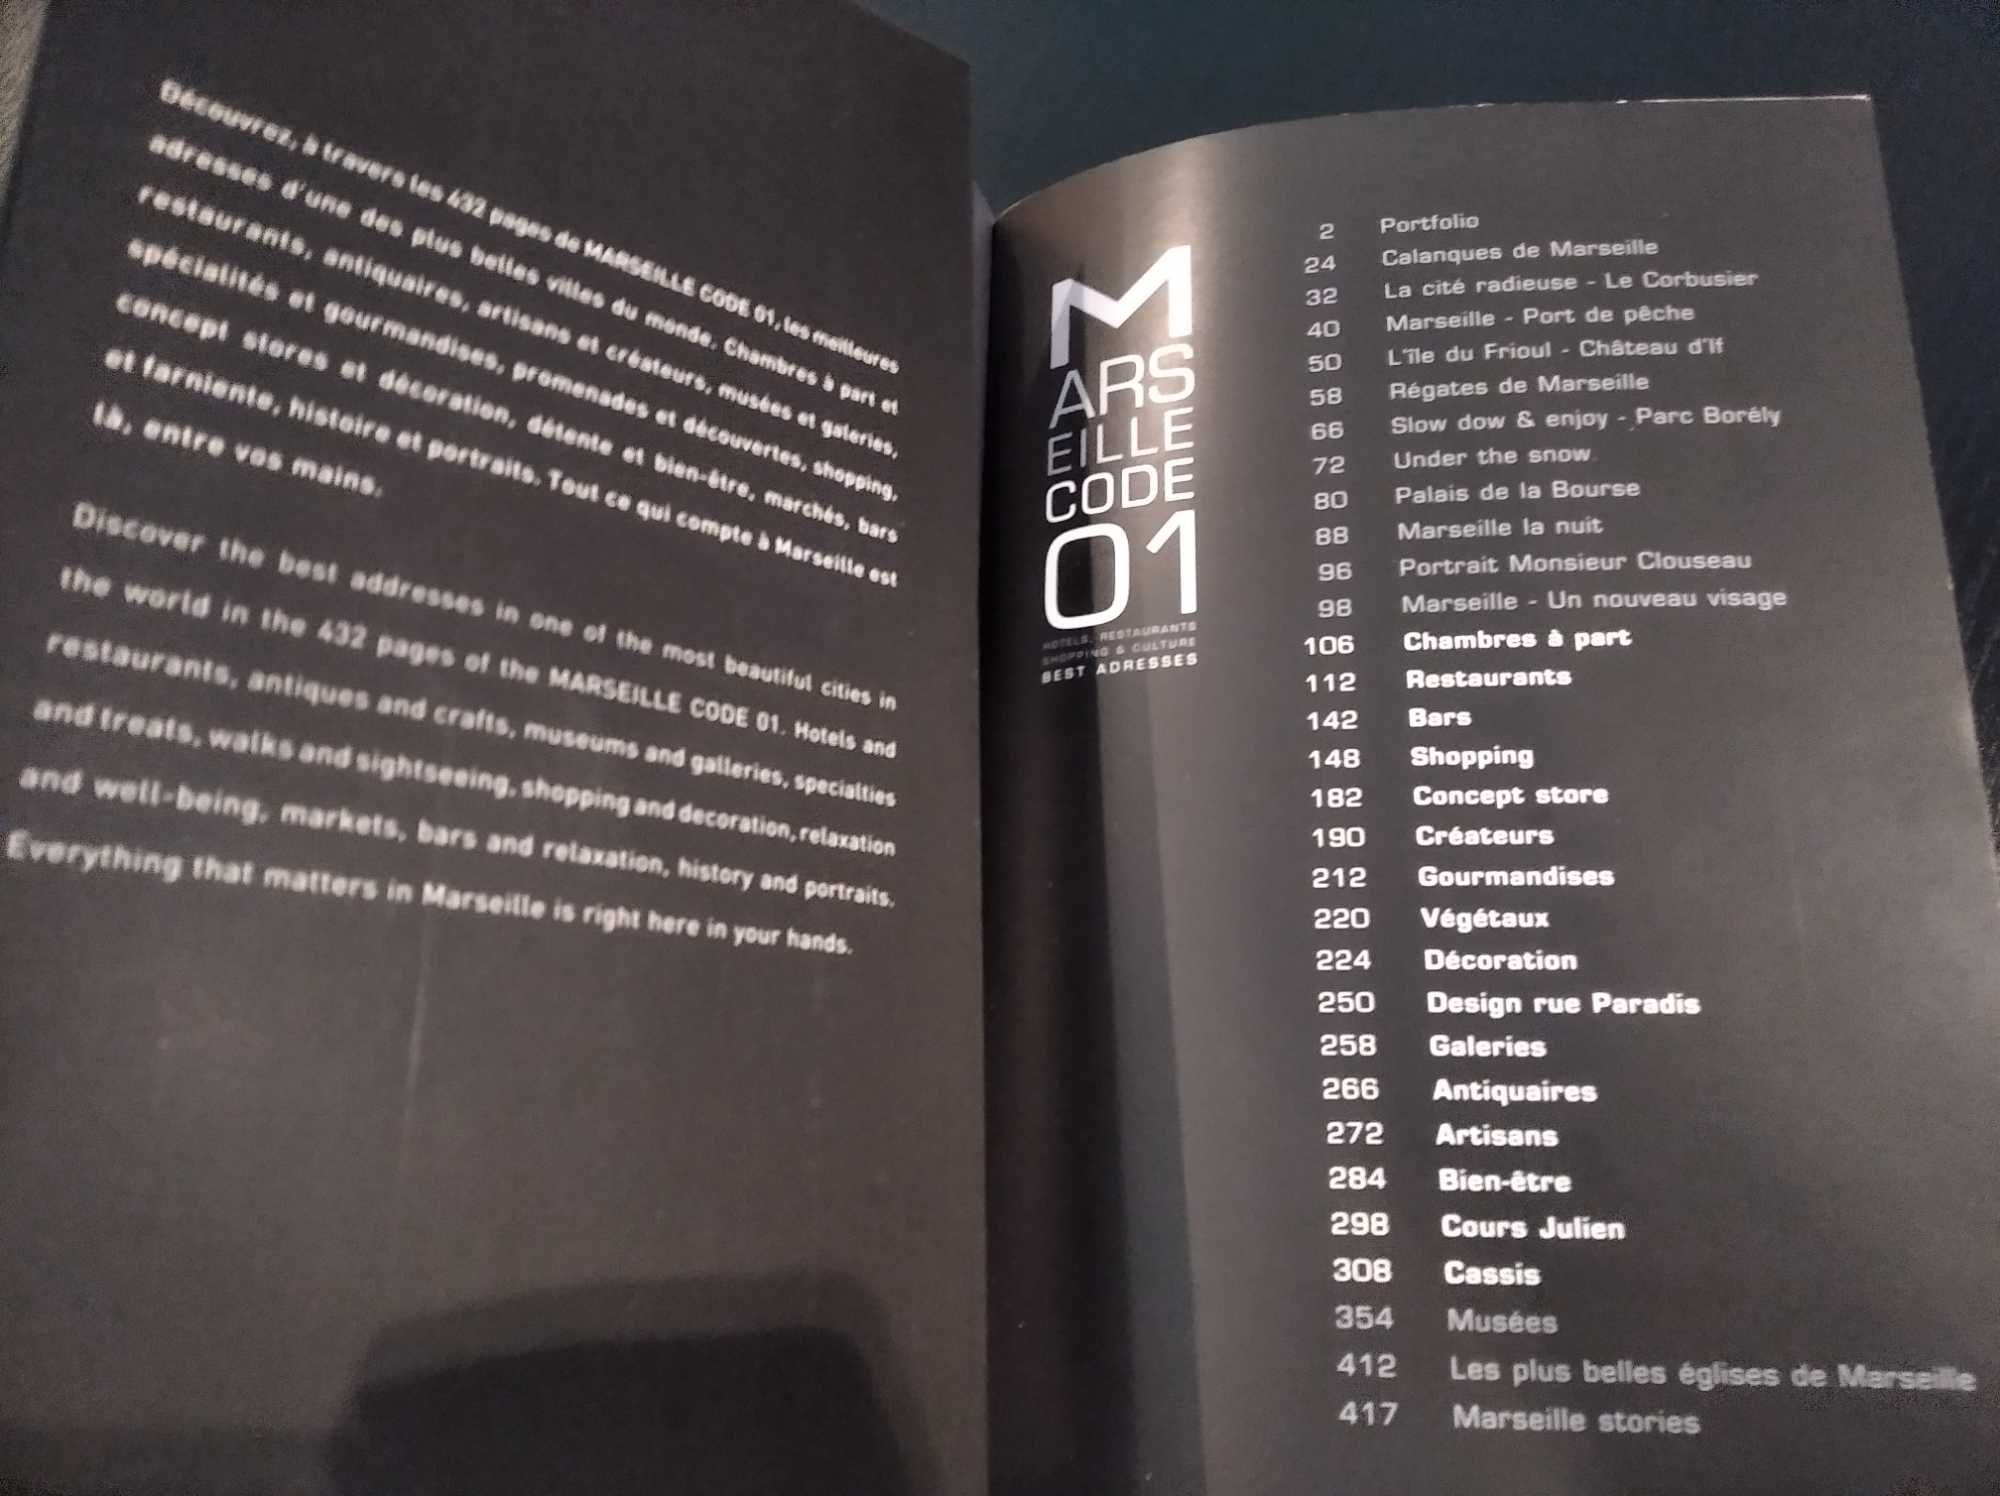 Découvrez, à travers les 432 pages de MARSEILLE CODE 01, les meilleures
adresses d'une des plus belles villes du monde. Chambres à part et
restaurants, antiquaires, artisans et créateurs, musées et galeries,
spécialités et gourmandises, promenades et découvertes, shopping,
concept stores et décoration, détente et bien-être, marchés, bars
et farniente, histoire et portraits. Tout ce qui compte à Marseille est
là, entre vos mains.
Discover the best addresses in one of the most beautiful cities in
the world in the 432 pages of the MARSEILLE CODE 01. Hotels and
restaurants, antiques and crafts, museums and galleries, specialties
and treats, walks and sightseeing, shopping and decoration, relaxation
and well-being, markets, bars and relaxation, history and portraits.
Everything that matters in Marseille is right here in your hands.
M
ARS
EILLE
CODE
01
HOTELS, RESTAURANTS
SHOPPING & CULTURE
BEST ADRESSES
2 Portfolio
24 Calanques de Marseille
32 La cité radieuse - Le Corbusier
40 Marseille - Port de pêche
50 L'île du Frioul - Château d'If
58 Régates de Marseille
66 Slow dow & enjoy - Parc Borély
72 Under the snow
80 Palais de la Bourse
88 Marseille la nuit
96 Portrait Monsieur Clouseau
98 Marseille - Un nouveau visage
106 Chambres à part
112 Restaurants
142 Bars
148 Shopping
182 Concept store
190 Créateurs
212 Gourmandises
220 Végétaux
224 Décoration
250 Design rue Paradis
258 Galeries
266 Antiquaires
272 Artisans
284 Bien-être
298 Cours Julien
308 Cassis
354 Musées
412 Les plus belles églises de Marseille
417 Marseille stories